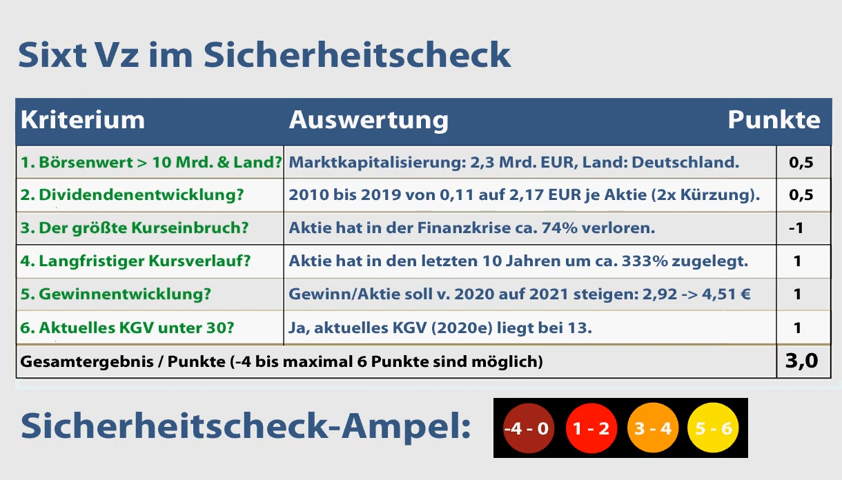 Sixt Vz im Sicherheitscheck
Kriterium Auswertung Punkte
1. Börsenwert > 10 Mrd. & Land? Marktkapitalisierung: 2,3 Mrd. EUR, Land: Deutschland. 0,5
2. Dividendenentwicklung? 2010 bis 2019 von 0,11 auf 2,17 EUR je Aktie (2x Kürzung). 0,5
3. Der größte Kurseinbruch? Aktie hat in der Finanzkrise ca. 74% verloren. -1
4. Langfristiger Kursverlauf? Aktie hat in den letzten 10 Jahren um ca. 333% zugelegt. 1
5. Gewinnentwicklung? Gewinn/Aktie soll v. 2020 auf 2021 steigen: 2,92 -> 4,51 € 1
6. Aktuelles KGV unter 30? Ja, aktuelles KGV (2020e) liegt bei 13. 1
Gesamtergebnis / Punkte (-4 bis maximal 6 Punkte sind möglich) 3,0
Sicherheitscheck-Ampel: -4 - 0 1 - 2 3 - 4 5 - 6